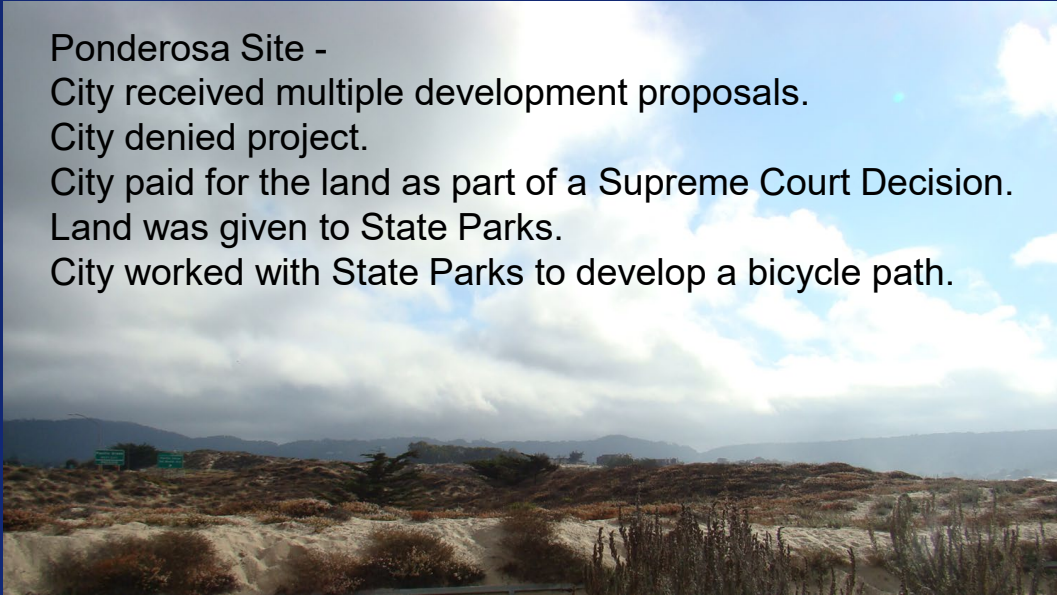 Ponderosa Site -
City received multiple development proposals.
City denied project.
City paid for the land as part of a Supreme Court Decision.
Land was given to State Parks.
City worked with State Parks to develop a bicycle path.